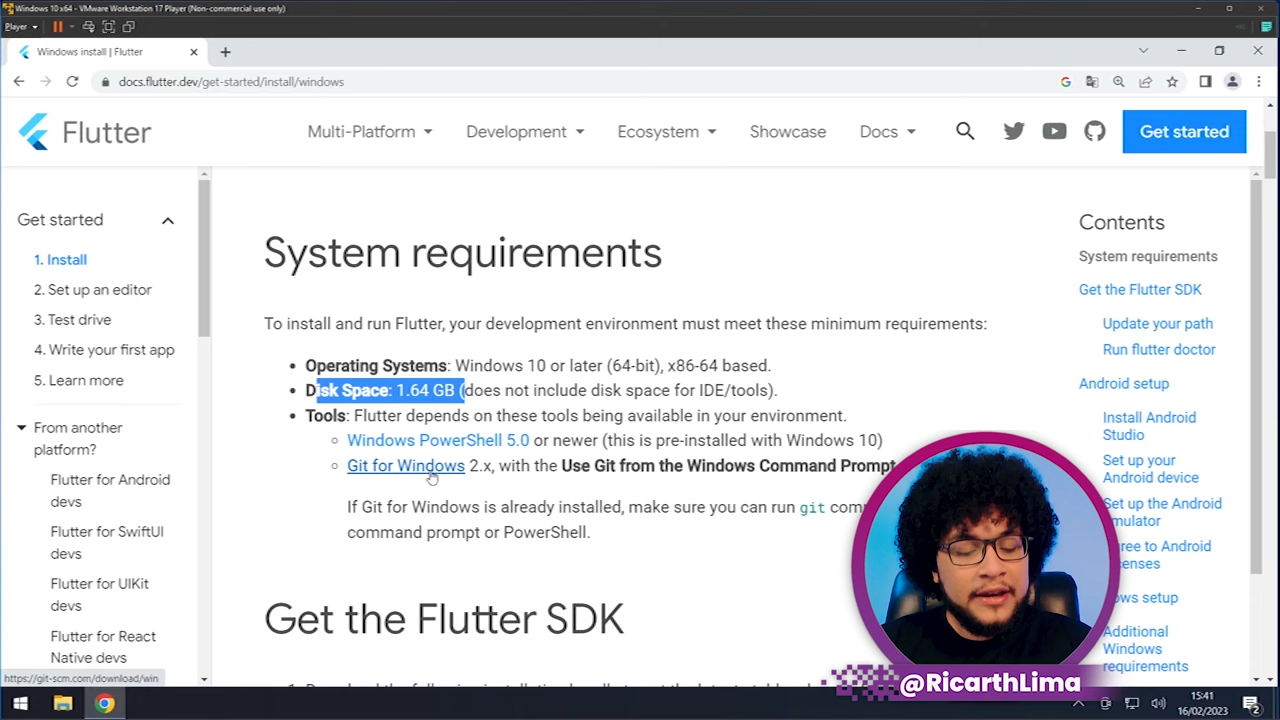 Windows 10 x64 - VMware Workstation 17 Player (Non-commercial use only)
Player
Windows install | Flutter
docs.flutter.dev/get-started/install/windows
Flutter
Multi-Platform
Development
Ecosystem
Showcase
Docs
Get started
Get started
1. Install
2. Set up an editor
3. Test drive
4. Write your first app
5. Learn more
From another
platform?
Flutter for Android
devs
Flutter for SwiftUI
devs
Flutter for UIKit
devs
Flutter for React
Native devs
https://git-scm.com/download/win
System requirements
To install and run Flutter, your development environment must meet these minimum requirements:
Operating Systems: Windows 10 or later (64-bit), x86-64 based.
Disk Space: 1.64 GB (does not include disk space for IDE/tools).
Tools: Flutter depends on these tools being available in your environment.
Windows PowerShell 5.0 or newer (this is pre-installed with Windows 10)
Git for Windows 2.x, with the Use Git from the Windows Command Prompt
If Git for Windows is already installed, make sure you can run git com
command prompt or PowerShell.
Get the Flutter SDK
Contents
System requirements
Get the Flutter SDK
Update your path
Run flutter doctor
Android setup
Install Android
Studio
Set up your
Android device
Set up the Android
mulator
ree to Android
enses
ows setup
Additional
Windows
requirements
@RicarthLima
15:41
16/02/2023
2